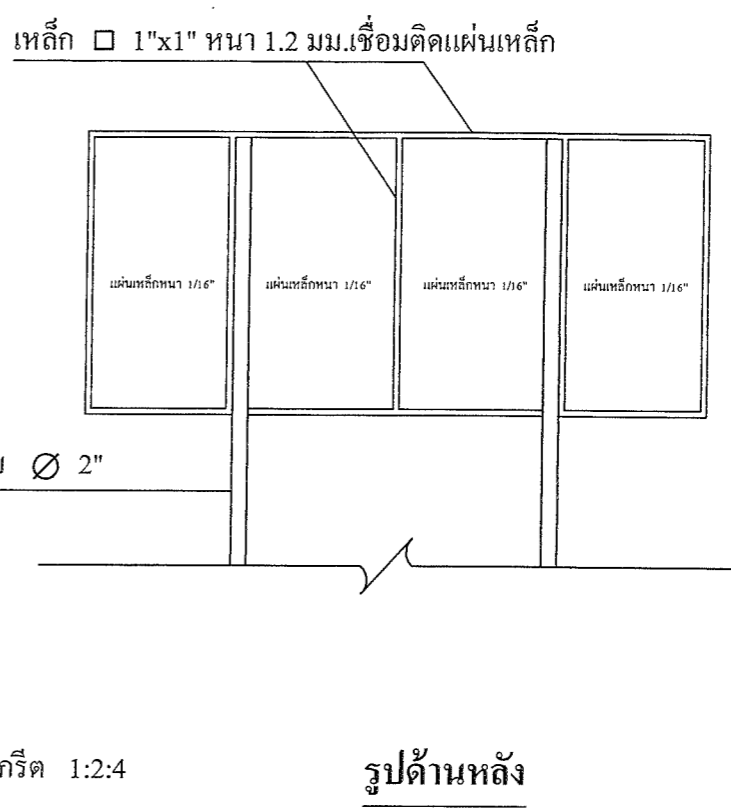 เหล็ก □ 1"x1" หนา 1.2 มม.เชื่อมติดแผ่นเหล็ก
แผ่นเหล็กหนา 1/16" แผ่นเหล็กหนา 1/16" แผ่นเหล็กหนา 1/16" แผ่นเหล็กหนา 1/16"
Ø 2"
กรีต 1:2:4
รูปด้านหลัง